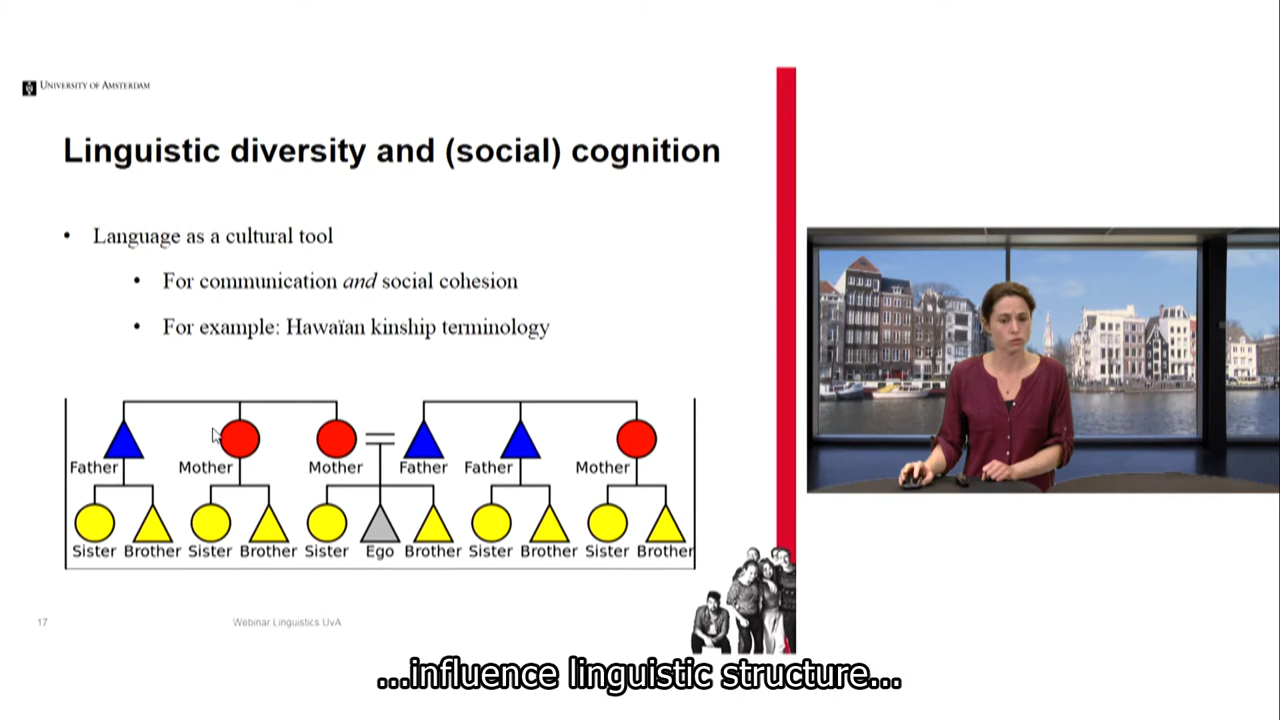 UNIVERSITY OF AMSTERDAM
Linguistic diversity and (social) cognition
• Language as a cultural tool
• For communication and social cohesion
• For example: Hawaïan kinship terminology
Father Mother Mother Father Father Mother
Sister Brother Sister Brother Sister Ego Brother Sister Brother Sister Brother
17 Webinar Linguistics UvA
...influence linguistic structure...